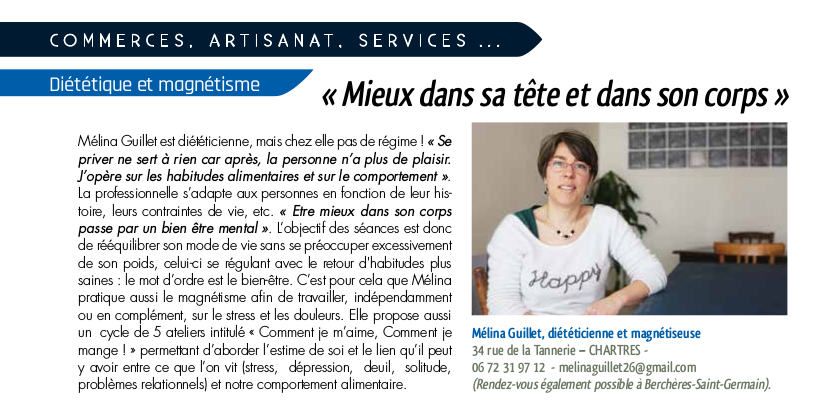 COMMERCES, ARTISANAT, SERVICES ...
Diététique et magnétisme
« Mieux dans sa tête et dans son corps »
Mélina Guillet est diététicienne, mais chez elle pas de régime ! « Se
priver ne sert à rien car après, la personne n'a plus de plaisir.
J'opère sur les habitudes alimentaires et sur le comportement ».
La professionnelle s'adapte aux personnes en fonction de leur his-
toire, leurs contraintes de vie, etc. « Etre mieux dans son corps
passe par un bien être mental ». L'objectif des séances est donc
de rééquilibrer son mode de vie sans se préoccuper excessivement
de son poids, celui-ci se régulant avec le retour d'habitudes plus
saines : le mot d'ordre est le bien-être. C'est pour cela que Mélina
pratique aussi le magnétisme afin de travailler, indépendamment
ou en complément, sur le stress et les douleurs. Elle propose aussi
un cycle de 5 ateliers intitulé « Comment je m'aime, Comment je
mange ! » permettant d'aborder l'estime de soi et le lien qu'il peut
y avoir entre ce que l'on vit (stress, dépression, deuil, solitude,
problèmes relationnels) et notre comportement alimentaire.
Happy
Mélina Guillet, diététicienne et magnétiseuse
34 rue de la Tannerie – CHARTRES -
06 72 31 97 12 - melinaguillet26@gmail.com
(Rendez-vous également possible à Berchères-Saint-Germain).